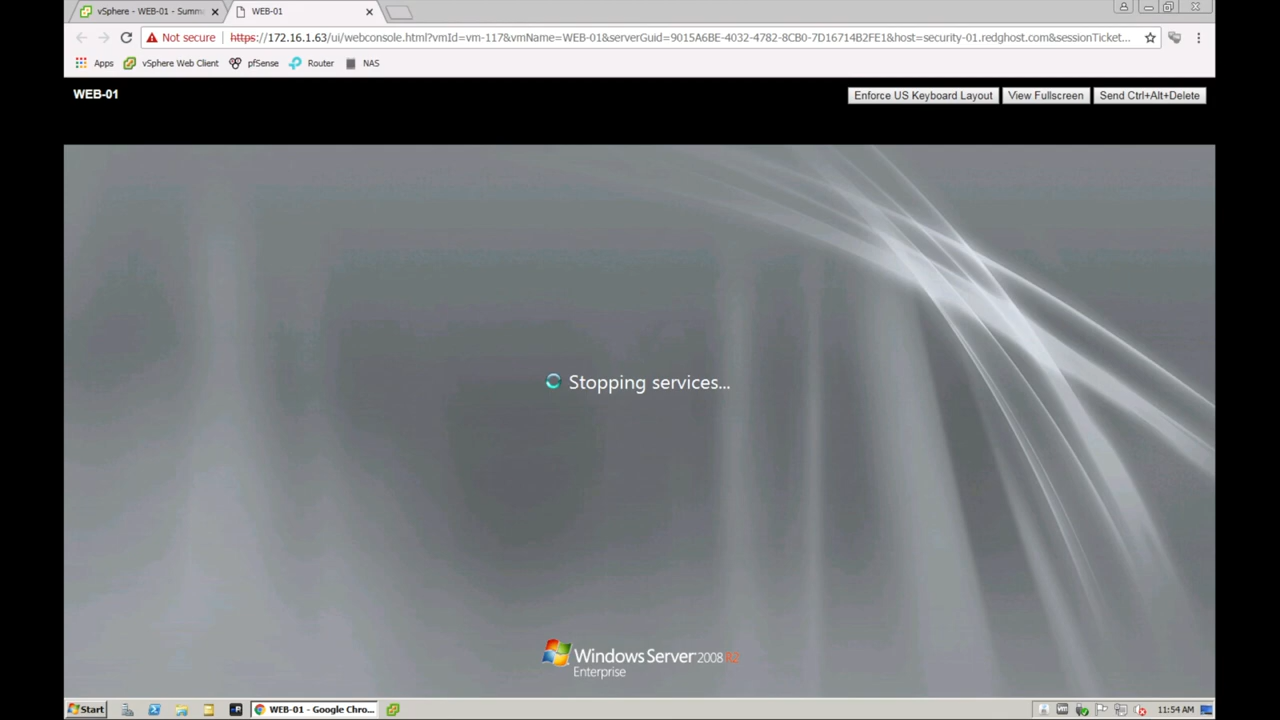 vSphere - WEB-01 - Summa
WEB-01
Not secure
https://172.16.1.63/ui/webconsole.html?vmId=vm-117&vmName=WEB-01&serverGuid=9015A6BE-4032-4782-8CB0-7D16714B2FE1&host=security-01.redghost.com&sessionTicket...
Apps
vSphere Web Client
pfSense
Router
NAS
WEB-01
Enforce US Keyboard Layout
View Fullscreen
Send Ctrl+Alt+Delete
Stopping services...
Windows Server 2008 R2
Enterprise
Start
WEB-01 - Google Chro...
11:54 AM